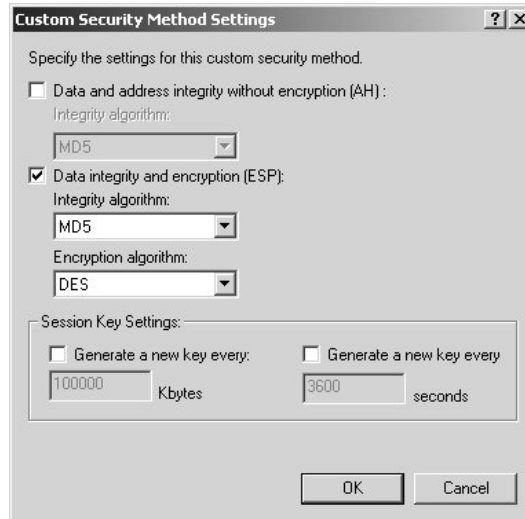 Custom Security Method Settings
Specify the settings for this custom security method.
Data and address integrity without encryption (AH) :
Integrity algorithm:
MD5
Data integrity and encryption (ESP):
Integrity algorithm:
MD5
Encryption algorithm:
DES
Session Key Settings:
Generate a new key every: Generate a new key every
100000 Kbytes 3600 seconds
OK Cancel